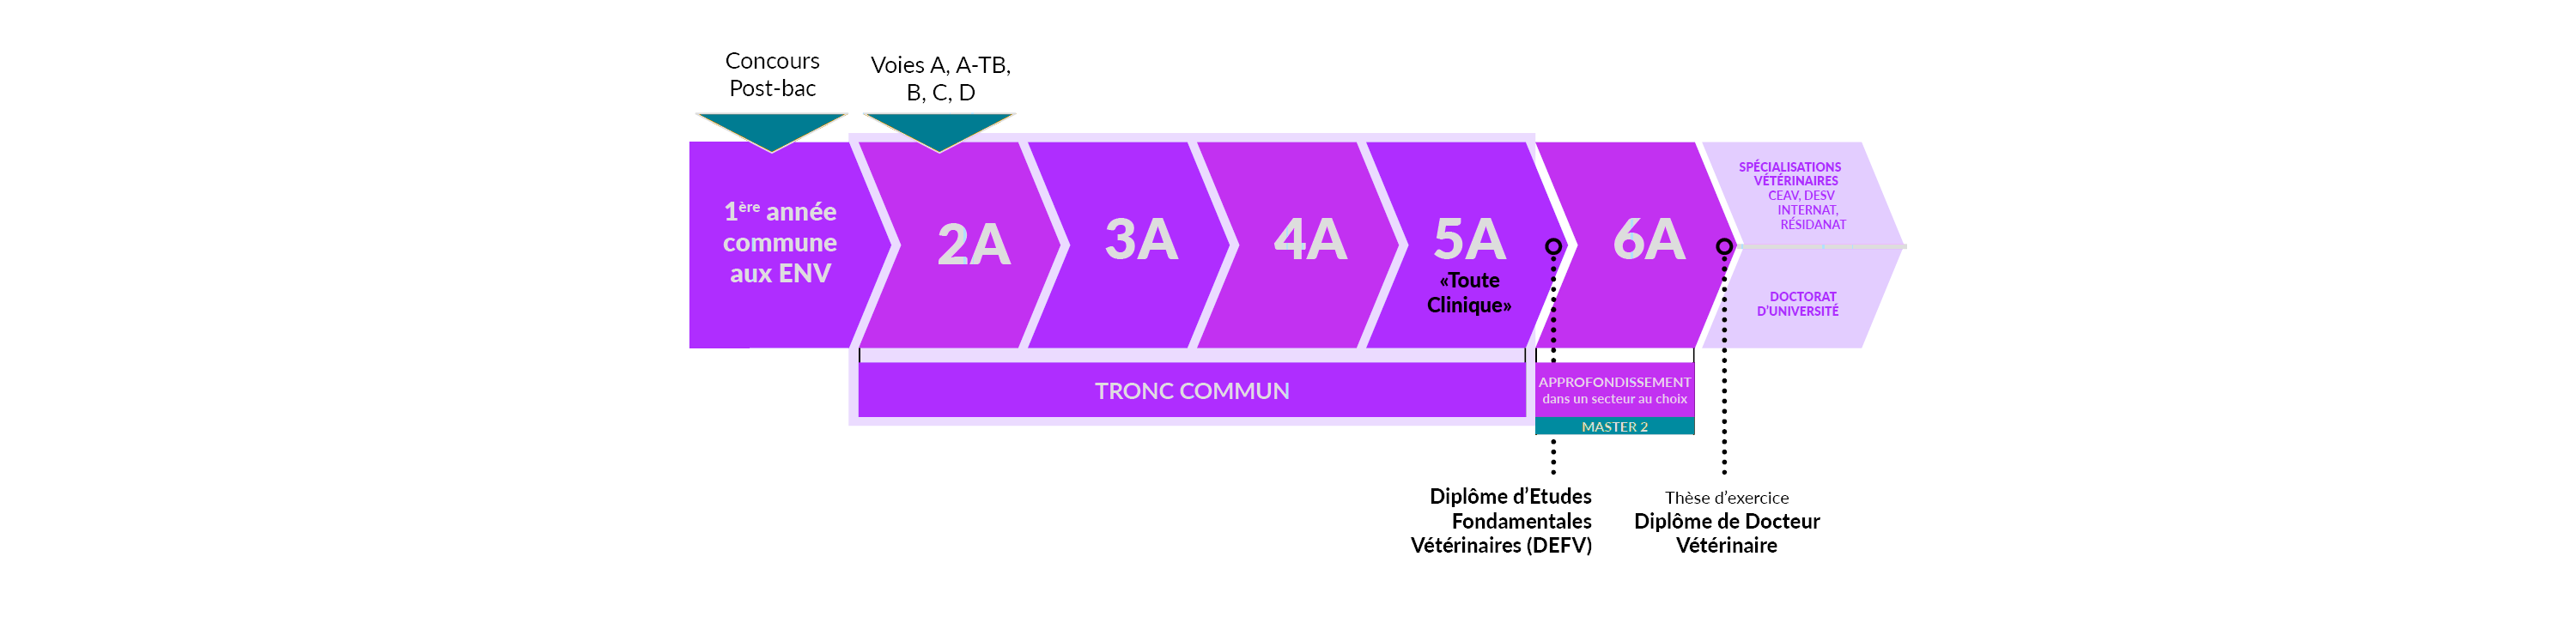 Concours
Post-bac
Voies A, A-TB,
B, C, D
1ère année
commune
aux ENV
2A
3A
4A
5A
«Toute
Clinique»
6A
SPÉCIALISATIONS
VÉTÉRINAIRES
CEAV, DESV
INTERNAT,
RÉSIDANAT
DOCTORAT
D'UNIVERSITÉ
TRONC COMMUN
APPROFONDISSEMENT
dans un secteur au choix
MASTER 2
Diplôme d'Etudes
Fondamentales
Vétérinaires (DEFV)
Thèse d'exercice
Diplôme de Docteur
Vétérinaire